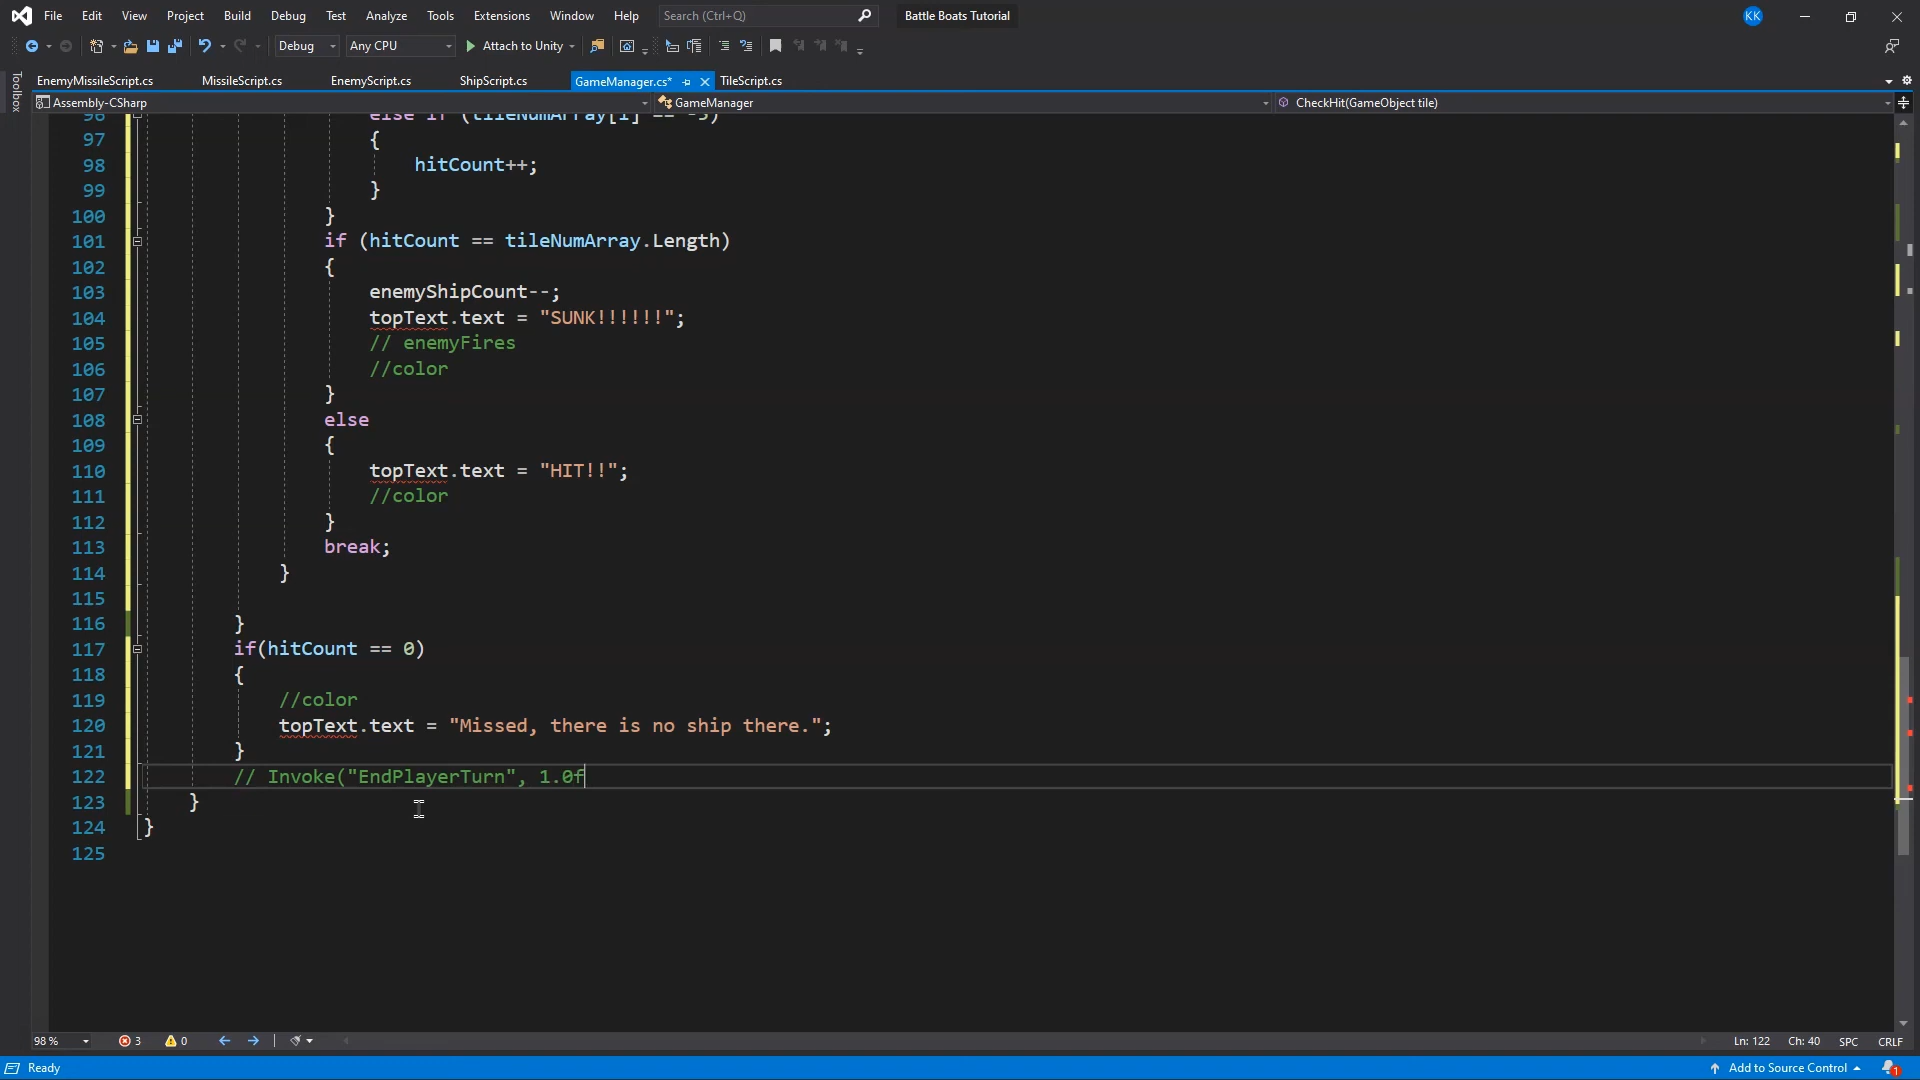 File Edit View Project Build Debug Test Analyze Tools Extensions Window Help Search (Ctrl+Q) Battle Boats Tutorial KK
Debug Any CPU Attach to Unity
Toolbox
EnemyMissileScript.cs MissileScript.cs EnemyScript.cs ShipScript.cs GameManager.cs* TileScript.cs
Assembly-CSharp GameManager CheckHit(GameObject tile)
96 else if (tileNumArray[i] == -5)
97 {
98 hitCount++;
99 }
100 }
101 if (hitCount == tileNumArray.Length)
102 {
103 enemyShipCount--;
104 topText.text = "SUNK!!!!!!";
105 // enemyFires
106 //color
107 }
108 else
109 {
110 topText.text = "HIT!!";
111 //color
112 }
113 break;
114 }
115
116 }
117 if(hitCount == 0)
118 {
119 //color
120 topText.text = "Missed, there is no ship there.";
121 }
122 // Invoke("EndPlayerTurn", 1.0f
123 }
124 }
125
98 % 3 0 Ln: 122 Ch: 40 SPC CRLF
Ready Add to Source Control 1